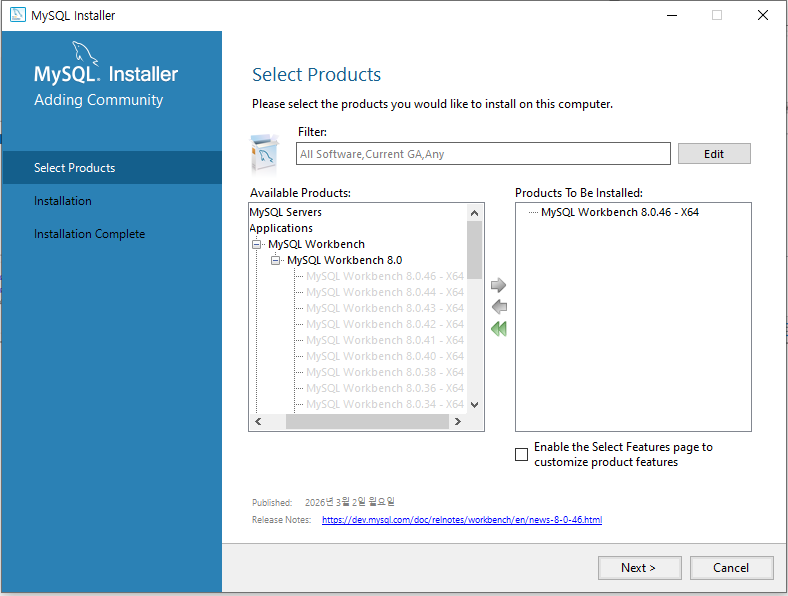 MySQL Installer
MySQL. Installer
Adding Community
Select Products
Installation
Installation Complete
Select Products
Please select the products you would like to install on this computer.
Filter:
All Software,Current GA,Any
Edit
Available Products:
MySQL Servers
Applications
MySQL Workbench
MySQL Workbench 8.0
MySQL Workbench 8.0.46 - X64
MySQL Workbench 8.0.44 - X64
MySQL Workbench 8.0.43 - X64
MySQL Workbench 8.0.42 - X64
MySQL Workbench 8.0.41 - X64
MySQL Workbench 8.0.40 - X64
MySQL Workbench 8.0.38 - X64
MySQL Workbench 8.0.36 - X64
MySQL Workbench 8.0.34 - X64
Products To Be Installed:
MySQL Workbench 8.0.46 - X64
Enable the Select Features page to
customize product features
Published: 2026년 3월 2일 월요일
Release Notes: https://dev.mysql.com/doc/relnotes/workbench/en/news-8-0-46.html
Next >
Cancel